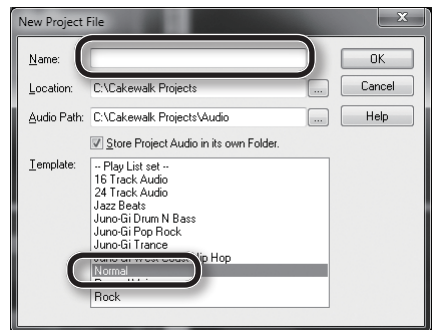 New Project File
Name:
OK
Location: C:\Cakewalk Projects ...
Cancel
Audio Path: C:\Cakewalk Projects\Audio ...
Help
Store Project Audio in its own Folder.
Template:
-- Play List set --
16 Track Audio
24 Track Audio
Jazz Beats
Juno-Gi Drum N Bass
Juno-Gi Pop Rock
Juno-Gi Trance
Hip Hop
Normal
Rock